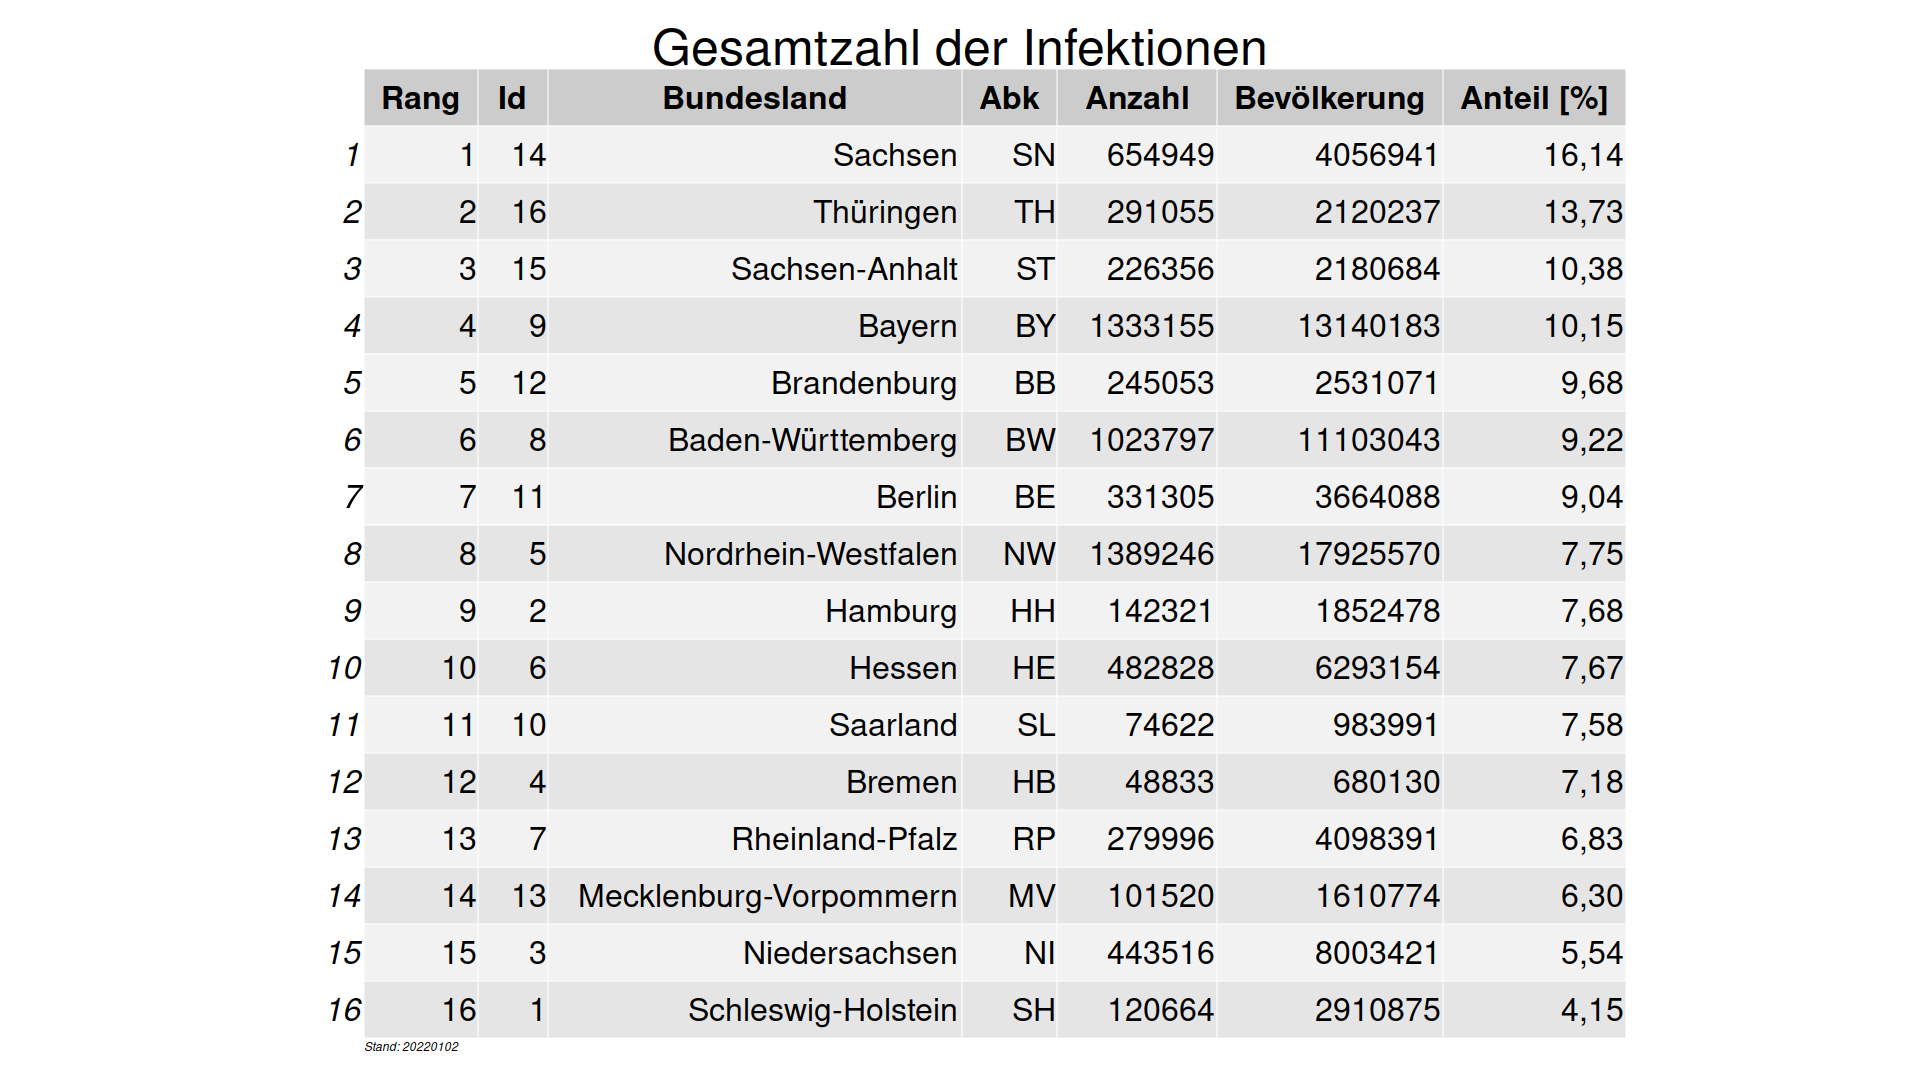 Gesamtzahl der Infektionen
Rang Id Bundesland Abk Anzahl Bevölkerung Anteil [%]
1 1 14 Sachsen SN 654949 4056941 16,14
2 2 16 Thüringen TH 291055 2120237 13,73
3 3 15 Sachsen-Anhalt ST 226356 2180684 10,38
4 4 9 Bayern BY 1333155 13140183 10,15
5 5 12 Brandenburg BB 245053 2531071 9,68
6 6 8 Baden-Württemberg BW 1023797 11103043 9,22
7 7 11 Berlin BE 331305 3664088 9,04
8 8 5 Nordrhein-Westfalen NW 1389246 17925570 7,75
9 9 2 Hamburg HH 142321 1852478 7,68
10 10 6 Hessen HE 482828 6293154 7,67
11 11 10 Saarland SL 74622 983991 7,58
12 12 4 Bremen HB 48833 680130 7,18
13 13 7 Rheinland-Pfalz RP 279996 4098391 6,83
14 14 13 Mecklenburg-Vorpommern MV 101520 1610774 6,30
15 15 3 Niedersachsen NI 443516 8003421 5,54
16 16 1 Schleswig-Holstein SH 120664 2910875 4,15
Stand: 20220102